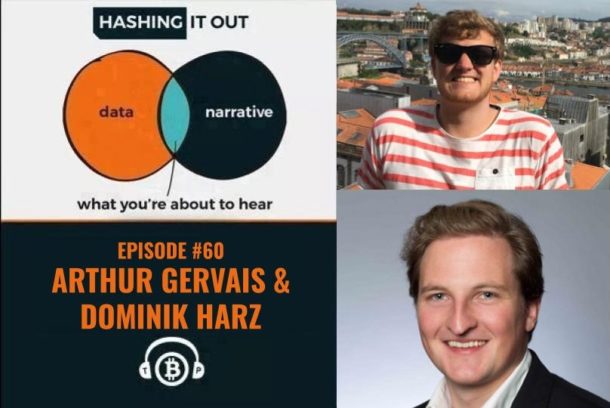 HASHING IT OUT
data
narrative
what you're about to hear
EPISODE #60
ARTHUR GERVAIS &
DOMINIK HARZ
T B P